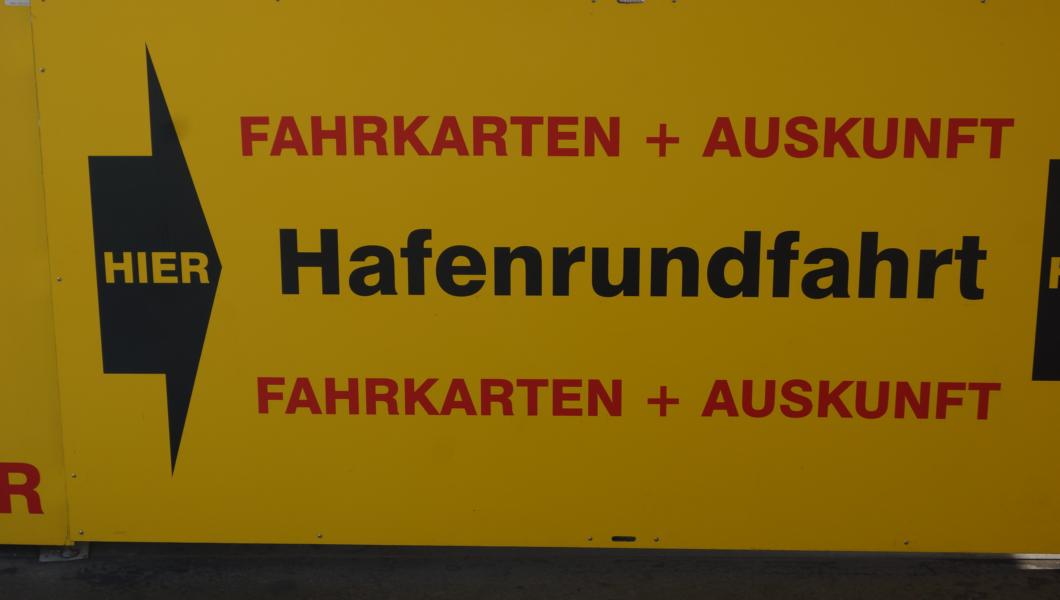 FAHRKARTEN + AUSKUNFT
HIER
Hafenrundfahrt
FAHRKARTEN + AUSKUNFT
R